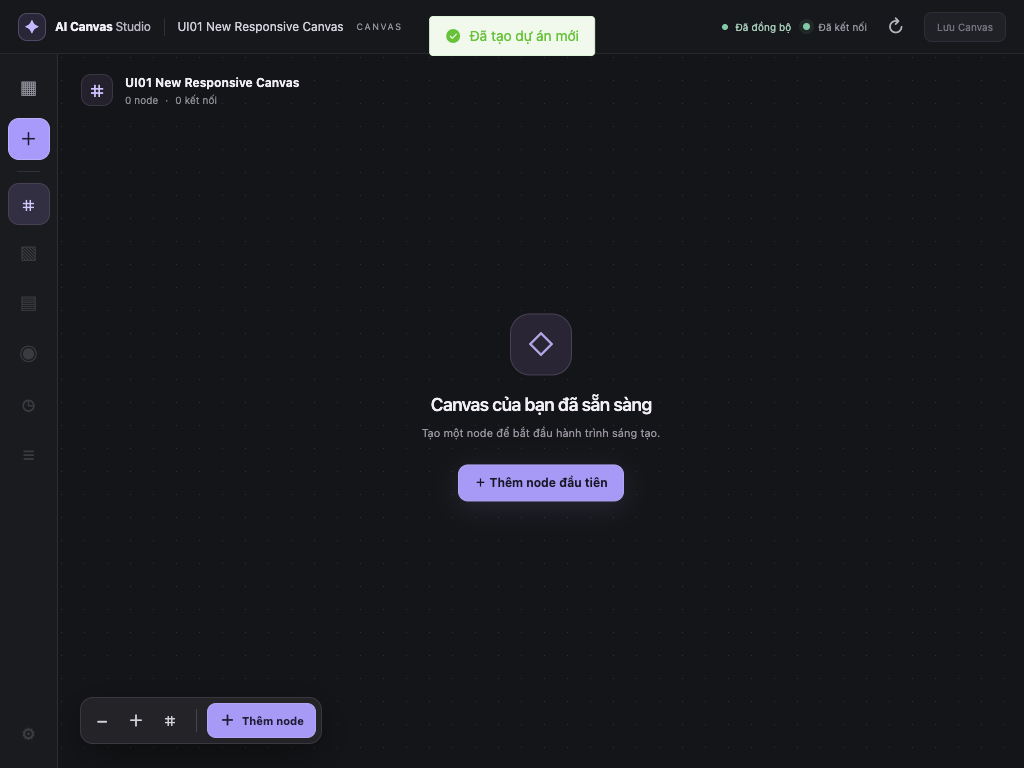 AI Canvas Studio
UI01 New Responsive Canvas CANVAS
Đã tạo dự án mới
Đã đồng bộ
Đã kết nối
Lưu Canvas
UI01 New Responsive Canvas
0 node · 0 kết nối
Canvas của bạn đã sẵn sàng
Tạo một node để bắt đầu hành trình sáng tạo.
+ Thêm node đầu tiên
+ Thêm node